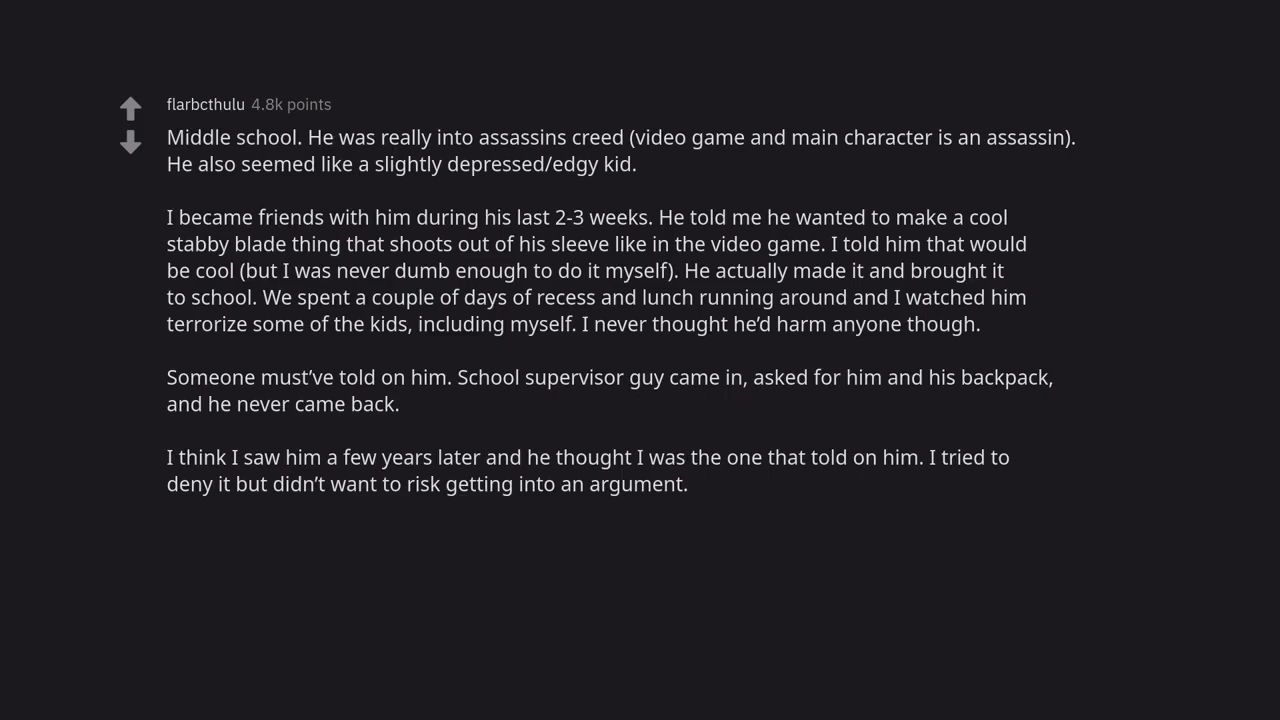 flarbcthulu 4.8k points
Middle school. He was really into assassins creed (video game and main character is an assassin).
He also seemed like a slightly depressed/edgy kid.
I became friends with him during his last 2-3 weeks. He told me he wanted to make a cool
stabby blade thing that shoots out of his sleeve like in the video game. I told him that would
be cool (but I was never dumb enough to do it myself). He actually made it and brought it
to school. We spent a couple of days of recess and lunch running around and I watched him
terrorize some of the kids, including myself. I never thought he’d harm anyone though.
Someone must’ve told on him. School supervisor guy came in, asked for him and his backpack,
and he never came back.
I think I saw him a few years later and he thought I was the one that told on him. I tried to
deny it but didn’t want to risk getting into an argument.